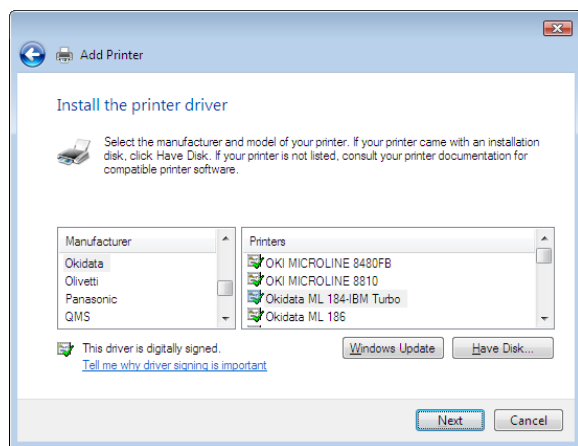 Add Printer
Install the printer driver
Select the manufacturer and model of your printer. If your printer came with an installation
disk, click Have Disk. If your printer is not listed, consult your printer documentation for
compatible printer software.
Manufacturer
Okidata
Olivetti
Panasonic
QMS
Printers
OKI MICROLINE 8480FB
OKI MICROLINE 8810
Okidata ML 184-IBM Turbo
Okidata ML 186
This driver is digitally signed.
Tell me why driver signing is important
Windows Update
Have Disk...
Next
Cancel